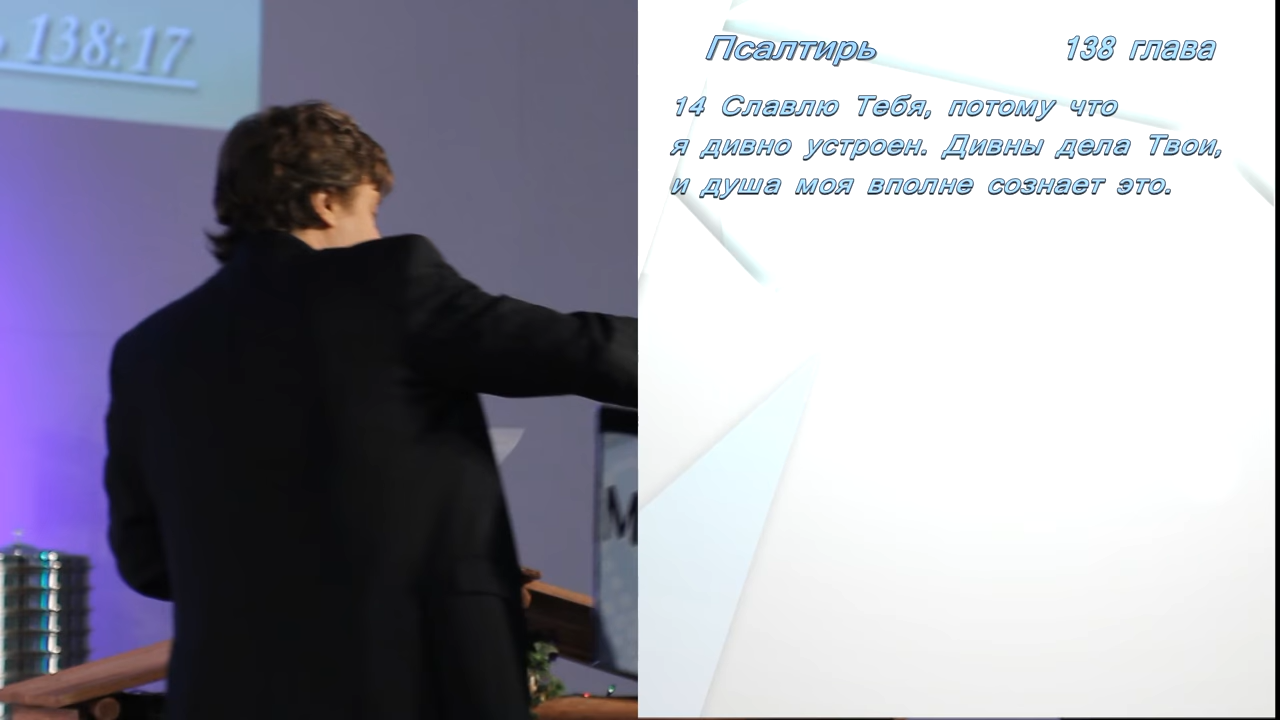 138:17
Псалтирь 138 глава
14 Славлю Тебя, потому что
я дивно устроен. Дивны дела Твои,
и душа моя вполне сознает это.